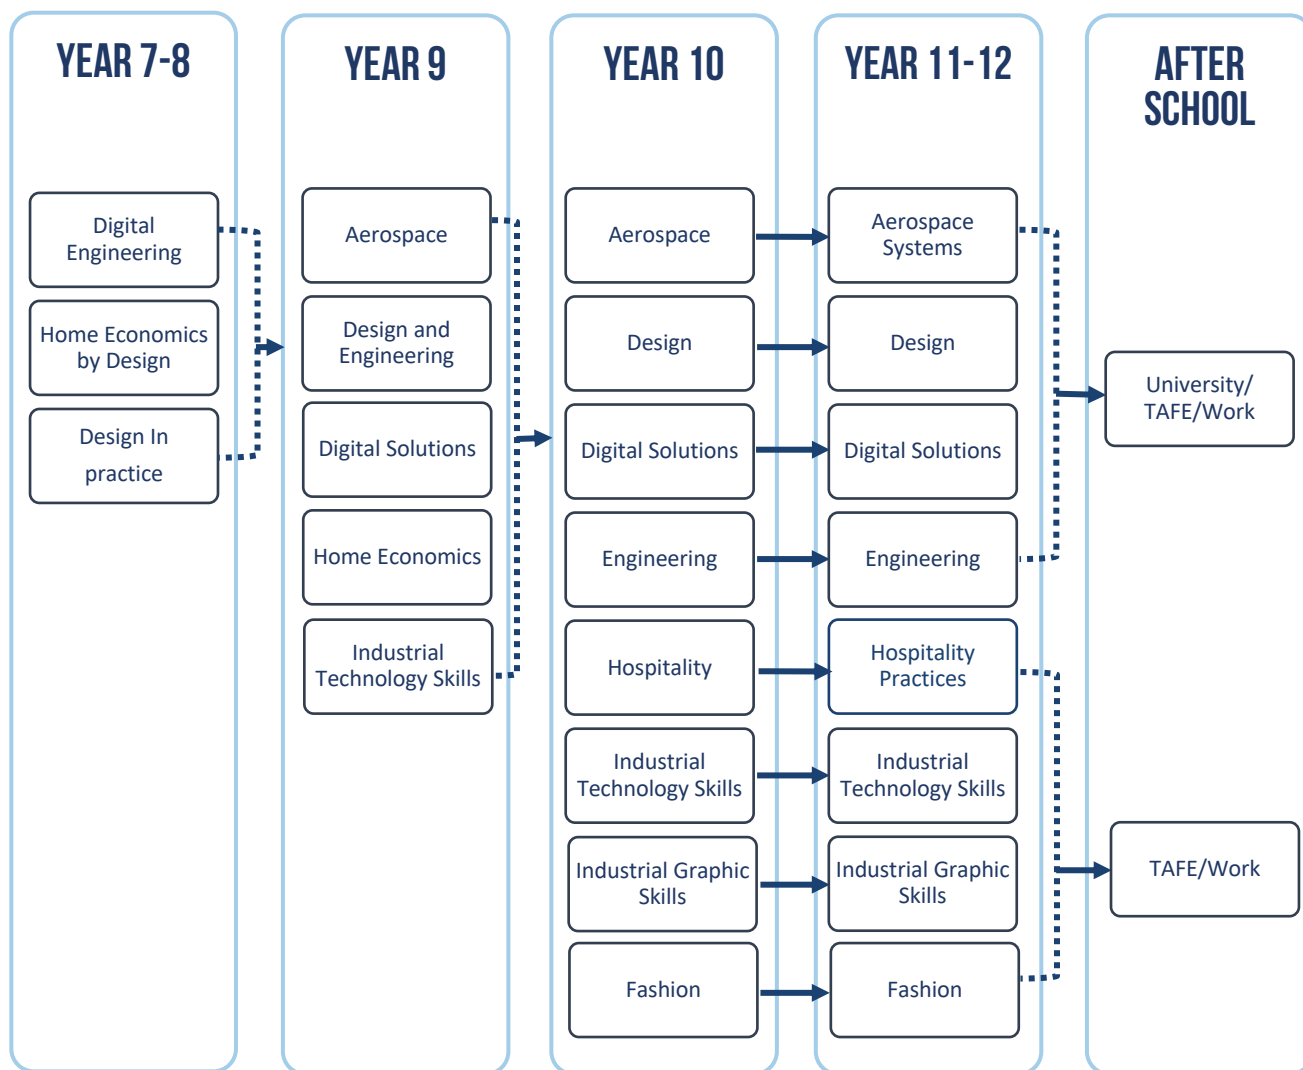 YEAR 7-8
Digital
Engineering
Home Economics
by Design
Design In
practice
YEAR 9
Aerospace
Design and
Engineering
Digital Solutions
Home Economics
Industrial
Technology Skills
YEAR 10
Aerospace
Design
Digital Solutions
Engineering
Hospitality
Industrial
Technology Skills
Industrial Graphic
Skills
Fashion
YEAR 11-12
Aerospace
Systems
Design
Digital Solutions
Engineering
Hospitality
Practices
Industrial
Technology Skills
Industrial Graphic
Skills
Fashion
AFTER
SCHOOL
University/
TAFE/Work
TAFE/Work